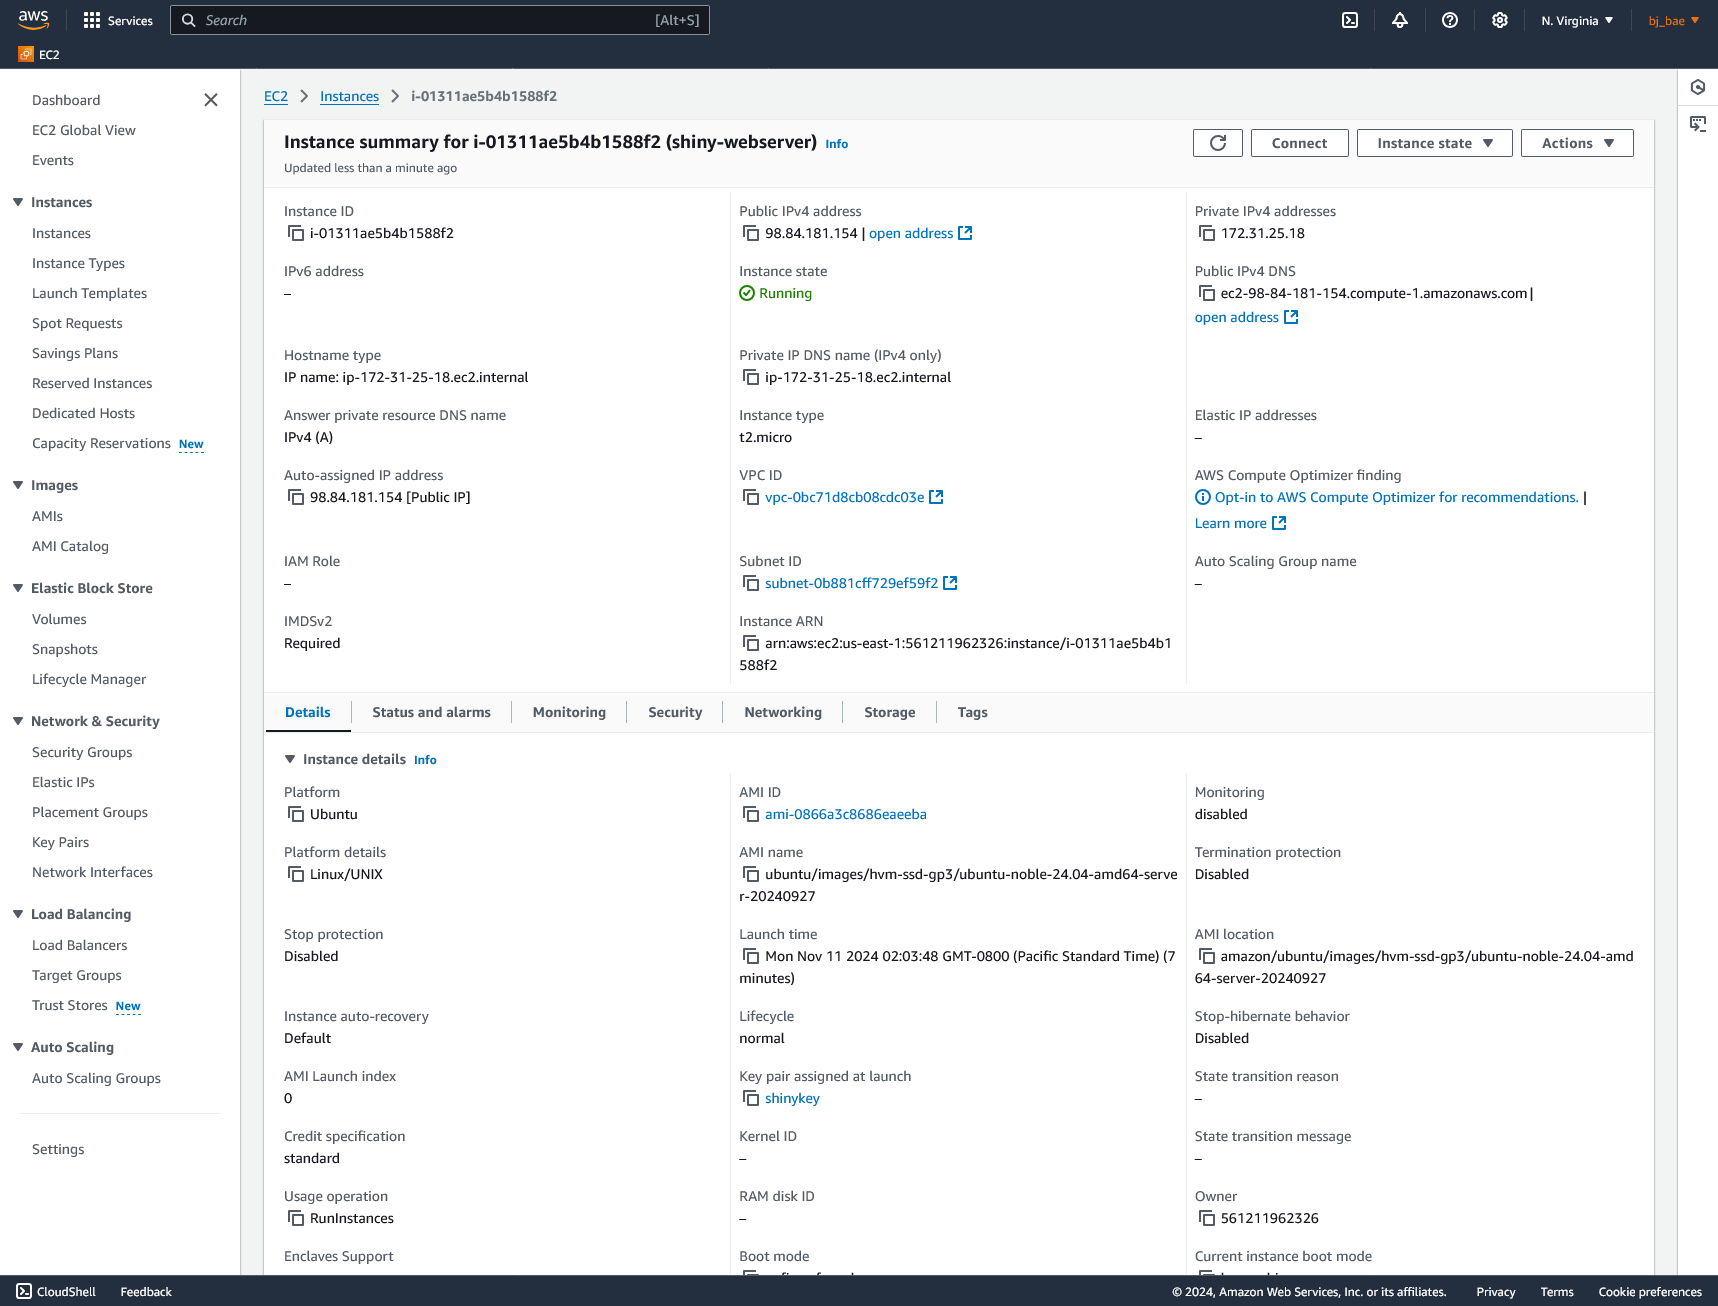 aws
Services
Search
[Alt+S]
N. Virginia
bj_bae
EC2
Dashboard
EC2 Global View
Events
Instances
Instances
Instance Types
Launch Templates
Spot Requests
Savings Plans
Reserved Instances
Dedicated Hosts
Capacity Reservations New
Images
AMIs
AMI Catalog
Elastic Block Store
Volumes
Snapshots
Lifecycle Manager
Network & Security
Security Groups
Elastic IPs
Placement Groups
Key Pairs
Network Interfaces
Load Balancing
Load Balancers
Target Groups
Trust Stores New
Auto Scaling
Auto Scaling Groups
Settings
EC2 > Instances > i-01311ae5b4b1588f2
Instance summary for i-01311ae5b4b1588f2 (shiny-webserver) Info
Updated less than a minute ago
Connect
Instance state
Actions
Instance ID
i-01311ae5b4b1588f2
Public IPv4 address
98.84.181.154 | open address
Private IPv4 addresses
172.31.25.18
IPv6 address
–
Instance state
Running
Public IPv4 DNS
ec2-98-84-181-154.compute-1.amazonaws.com |
open address
Hostname type
IP name: ip-172-31-25-18.ec2.internal
Private IP DNS name (IPv4 only)
ip-172-31-25-18.ec2.internal
Answer private resource DNS name
IPv4 (A)
Instance type
t2.micro
Elastic IP addresses
–
Auto-assigned IP address
98.84.181.154 [Public IP]
VPC ID
vpc-0bc71d8cb08cdc03e
AWS Compute Optimizer finding
Opt-in to AWS Compute Optimizer for recommendations. |
Learn more
IAM Role
–
Subnet ID
subnet-0b881cff729ef59f2
Auto Scaling Group name
–
IMDSv2
Required
Instance ARN
arn:aws:ec2:us-east-1:561211962326:instance/i-01311ae5b4b1
588f2
Details
Status and alarms
Monitoring
Security
Networking
Storage
Tags
Instance details Info
Platform
Ubuntu
AMI ID
ami-0866a3c8686eaeeba
Monitoring
disabled
Platform details
Linux/UNIX
AMI name
ubuntu/images/hvm-ssd-gp3/ubuntu-noble-24.04-amd64-serve
r-20240927
Termination protection
Disabled
Stop protection
Disabled
Launch time
Mon Nov 11 2024 02:03:48 GMT-0800 (Pacific Standard Time) (7
minutes)
AMI location
amazon/ubuntu/images/hvm-ssd-gp3/ubuntu-noble-24.04-amd
64-server-20240927
Instance auto-recovery
Default
Lifecycle
normal
Stop-hibernate behavior
Disabled
AMI Launch index
0
Key pair assigned at launch
shinykey
State transition reason
–
Credit specification
standard
Kernel ID
–
State transition message
–
Usage operation
RunInstances
RAM disk ID
–
Owner
561211962326
Enclaves Support
Boot mode
Current instance boot mode
CloudShell
Feedback
© 2024, Amazon Web Services, Inc. or its affiliates.
Privacy
Terms
Cookie preferences